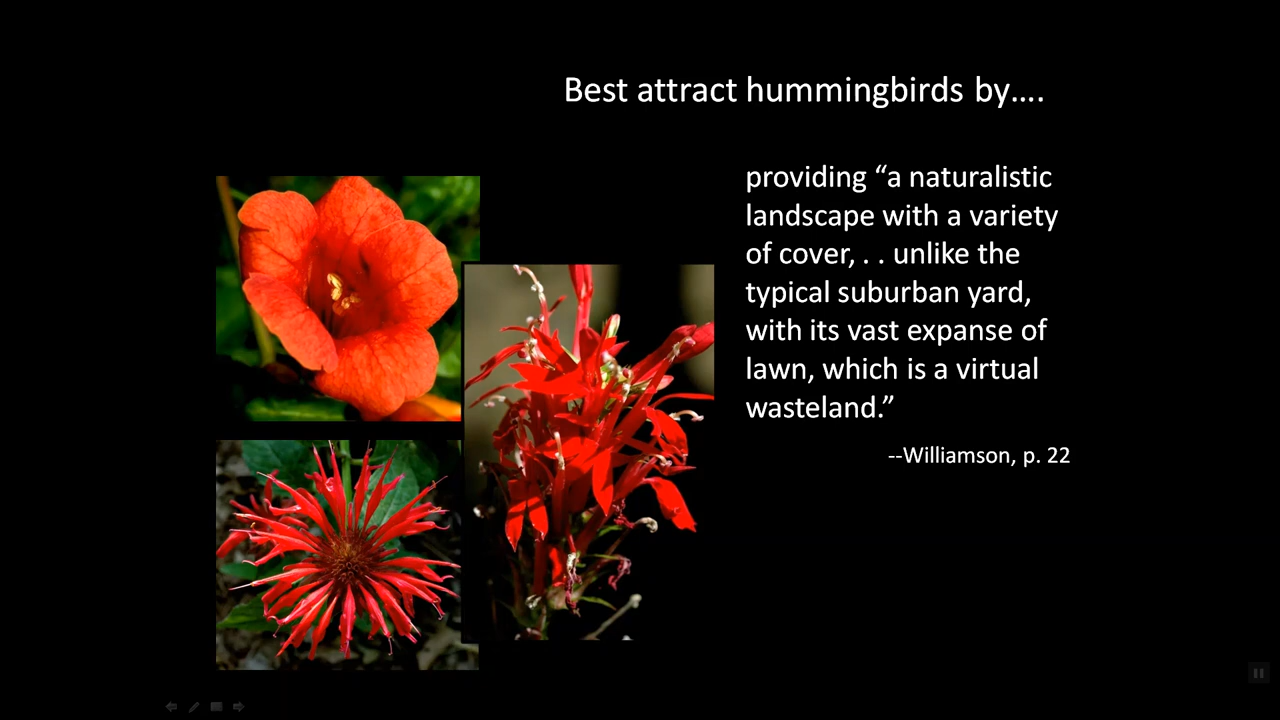 Best attract hummingbirds by….
providing “a naturalistic
landscape with a variety
of cover, . . unlike the
typical suburban yard,
with its vast expanse of
lawn, which is a virtual
wasteland.”
--Williamson, p. 22